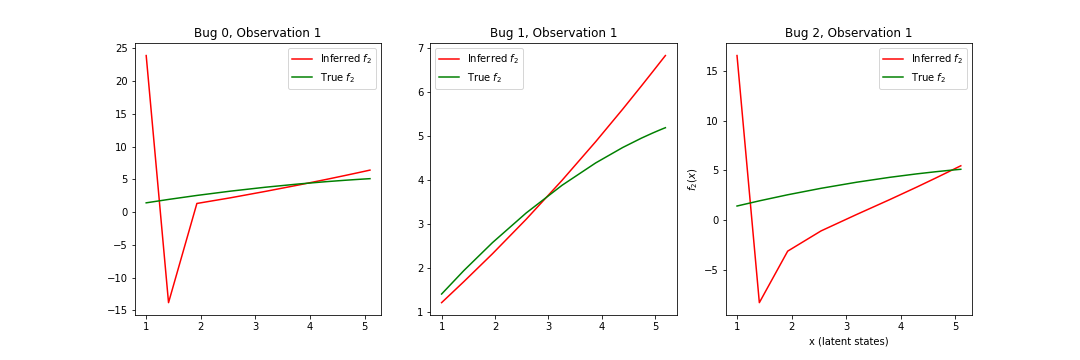 Bug 0, Observation 1
Inferred f₂
True f₂
25
20
15
10
5
0
−5
−10
−15
1 2 3 4 5
Bug 1, Observation 1
Inferred f₂
True f₂
7
6
5
4
3
2
1
1 2 3 4 5
Bug 2, Observation 1
Inferred f₂
True f₂
f₂(x)
15
10
5
0
−5
1 2 3 4 5
x (latent states)